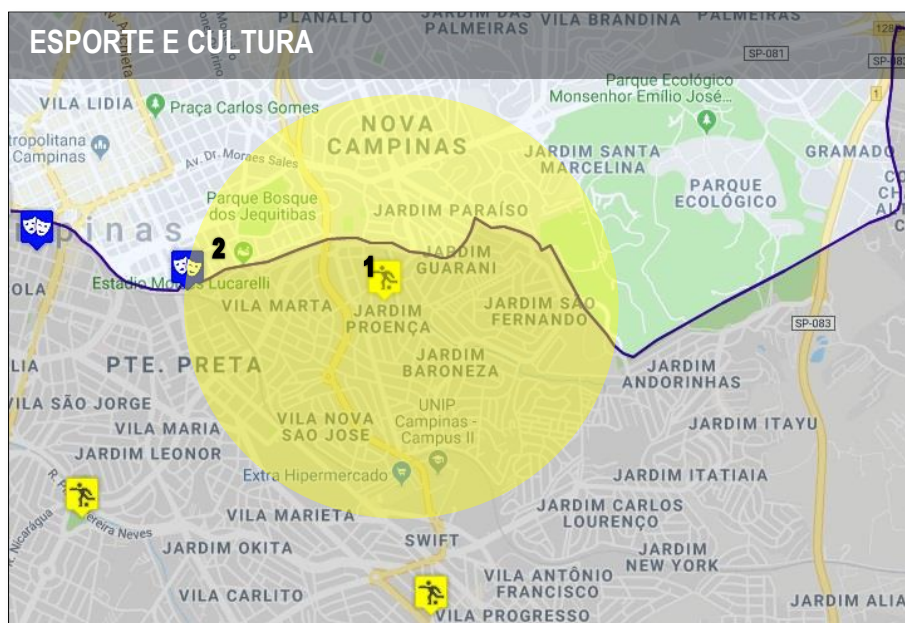 ESPORTE E CULTURA
PLANALTO
JARDIM DAS
PALMEIRAS
VILA BRANDINA
PALMEIRAS
SP-081
Parque Ecológico
Monsenhor Emílio José...
VILA LIDIA
Praça Carlos Gomes
NOVA
CAMPINAS
tropolitana
Campinas
Av. Dr. Moraes Sales
JARDIM SANTA
MARCELINA
GRAMADO
1
Parque Bosque
dos Jequitibas
JARDIM PARAÍSO
PARQUE
ECOLÓGICO
pinas
2
1
JARDIM
GUARANI
Estádio Moisés Lucarelli
OLA
VILA MARTA
JARDIM
PROENÇA
JARDIM SÃO
FERNANDO
SP-083
PTE. PRETA
JARDIM
BARONEZA
JARDIM
ANDORINHAS
LIA
VILA SÃO JORGE
VILA MARIA
JARDIM LEONOR
VILA NOVA
SAO JOSE
UNIP
Campinas -
Campus II
JARDIM ITAYU
Extra Hipermercado
JARDIM ITATIAIA
VILA MARIETA
JARDIM CARLOS
LOURENÇO
SWIFT
JARDIM OKITA
JARDIM
NEW YORK
VILA CARLITO
VILA ANTÔNIO
FRANCISCO
VILA PROGRESSO
JARDIM ALIA